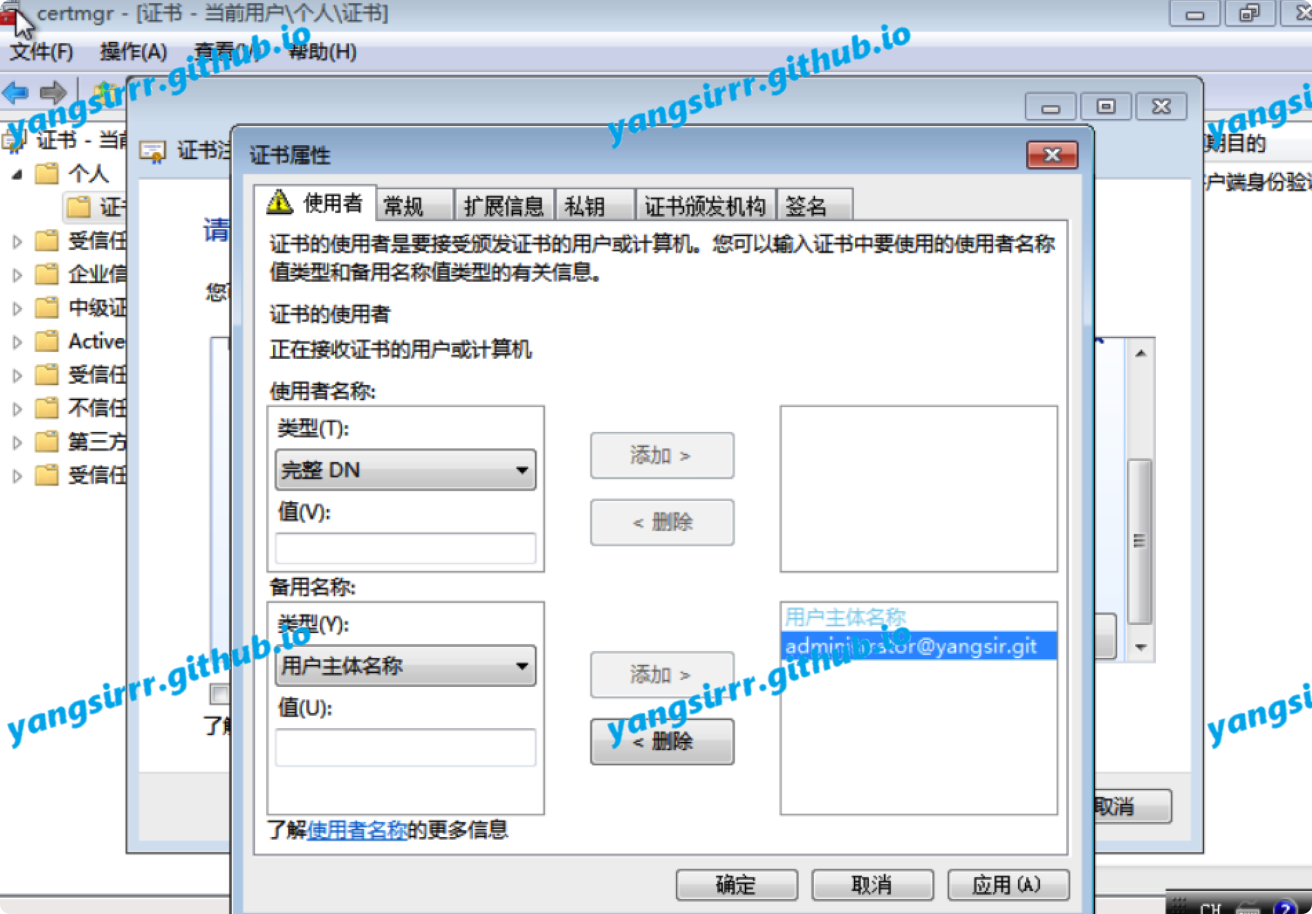 certmgr - [证书 - 当前用户\个人\证书]
文件(F) 操作(A) 查看(V) 帮助(H)
yangsirrr.github.io
yangsirrr.github.io
yangsi
证书 - 当前
证书注
期目的
个人
户端身份验证
证书
受信任
企业信
中级证
Active
受信任
不信任
第三方
受信任
请
您
证书属性
使用者 常规 扩展信息 私钥 证书颁发机构 签名
证书的使用者是要接受颁发证书的用户或计算机。您可以输入证书中要使用的使用者名称
值类型和备用名称值类型的有关信息。
证书的使用者
正在接收证书的用户或计算机
使用者名称:
类型(T):
完整 DN
值(V):
添加 >
< 删除
备用名称:
类型(Y):
用户主体名称
值(U):
添加 >
< 删除
用户主体名称
administrator@yangsir.git
yangsirrr.github.io
yangsirrr.github.io
yangsi
了解
取消
了解使用者名称的更多信息
确定 取消 应用(A)
CH